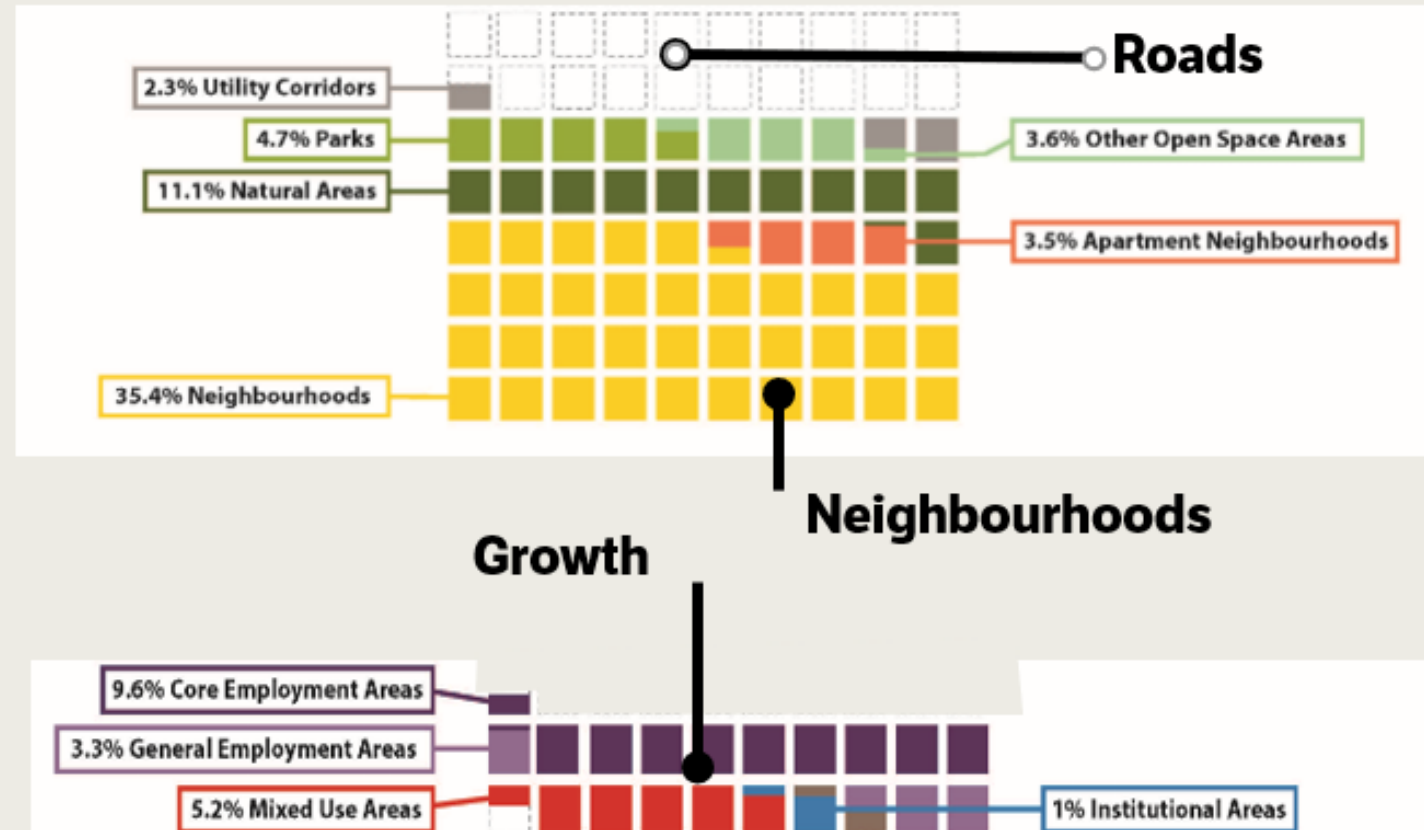 Roads
2.3% Utility Corridors
4.7% Parks
3.6% Other Open Space Areas
11.1% Natural Areas
3.5% Apartment Neighbourhoods
35.4% Neighbourhoods
Neighbourhoods
Growth
9.6% Core Employment Areas
3.3% General Employment Areas
5.2% Mixed Use Areas
1% Institutional Areas